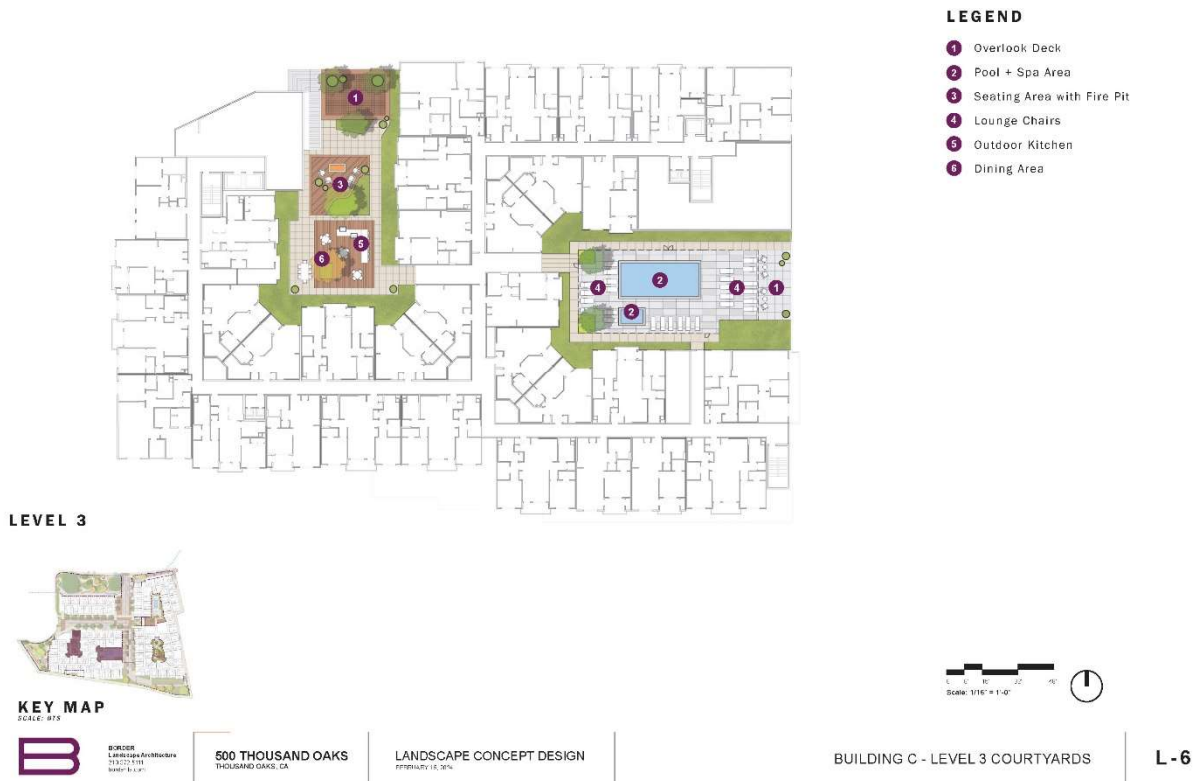 LEGEND
1 Overlook Deck
2 Pool + Spa Area
3 Seating Area with Fire Pit
4 Lounge Chairs
5 Outdoor Kitchen
6 Dining Area
1
3
5
6
2
4
4
1
2
LEVEL 3
KEY MAP
SCALE: NTS
Scale: 1/16" = 1'-0"
B
BORDER
Landscape Architecture
500 THOUSAND OAKS
THOUSAND OAKS, CA
LANDSCAPE CONCEPT DESIGN
BUILDING C - LEVEL 3 COURTYARDS
L-6